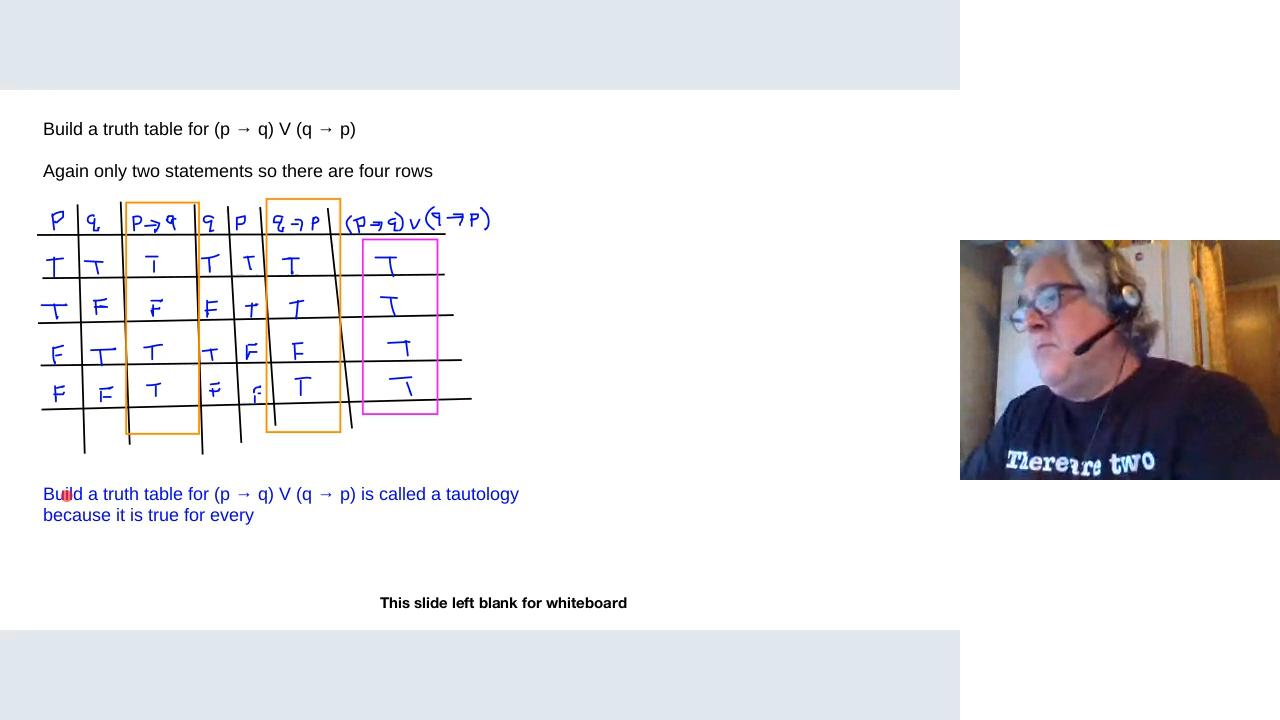 Build a truth table for (p → q) V (q → p)
Again only two statements so there are four rows
P q P→q q P q→P (P→q) v (q→P)
T T T T T T T
T F F F T T T
F T T T F F T
F F T F F T T
Build a truth table for (p → q) V (q → p) is called a tautology
because it is true for every
This slide left blank for whiteboard
There are two